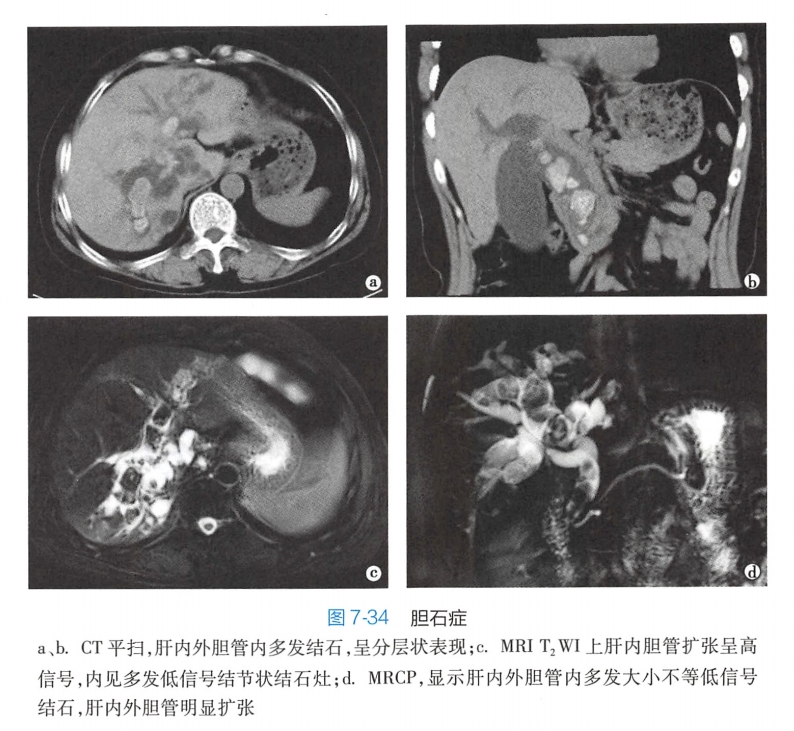 a
b
c
d
图 7-34 胆石症
a、b. CT 平扫,肝内外胆管内多发结石,呈分层状表现;c. MRI T₂WI 上肝内胆管扩张呈高
信号,内见多发低信号结节状结石灶;d. MRCP,显示肝内外胆管内多发大小不等低信号
结石,肝内外胆管明显扩张